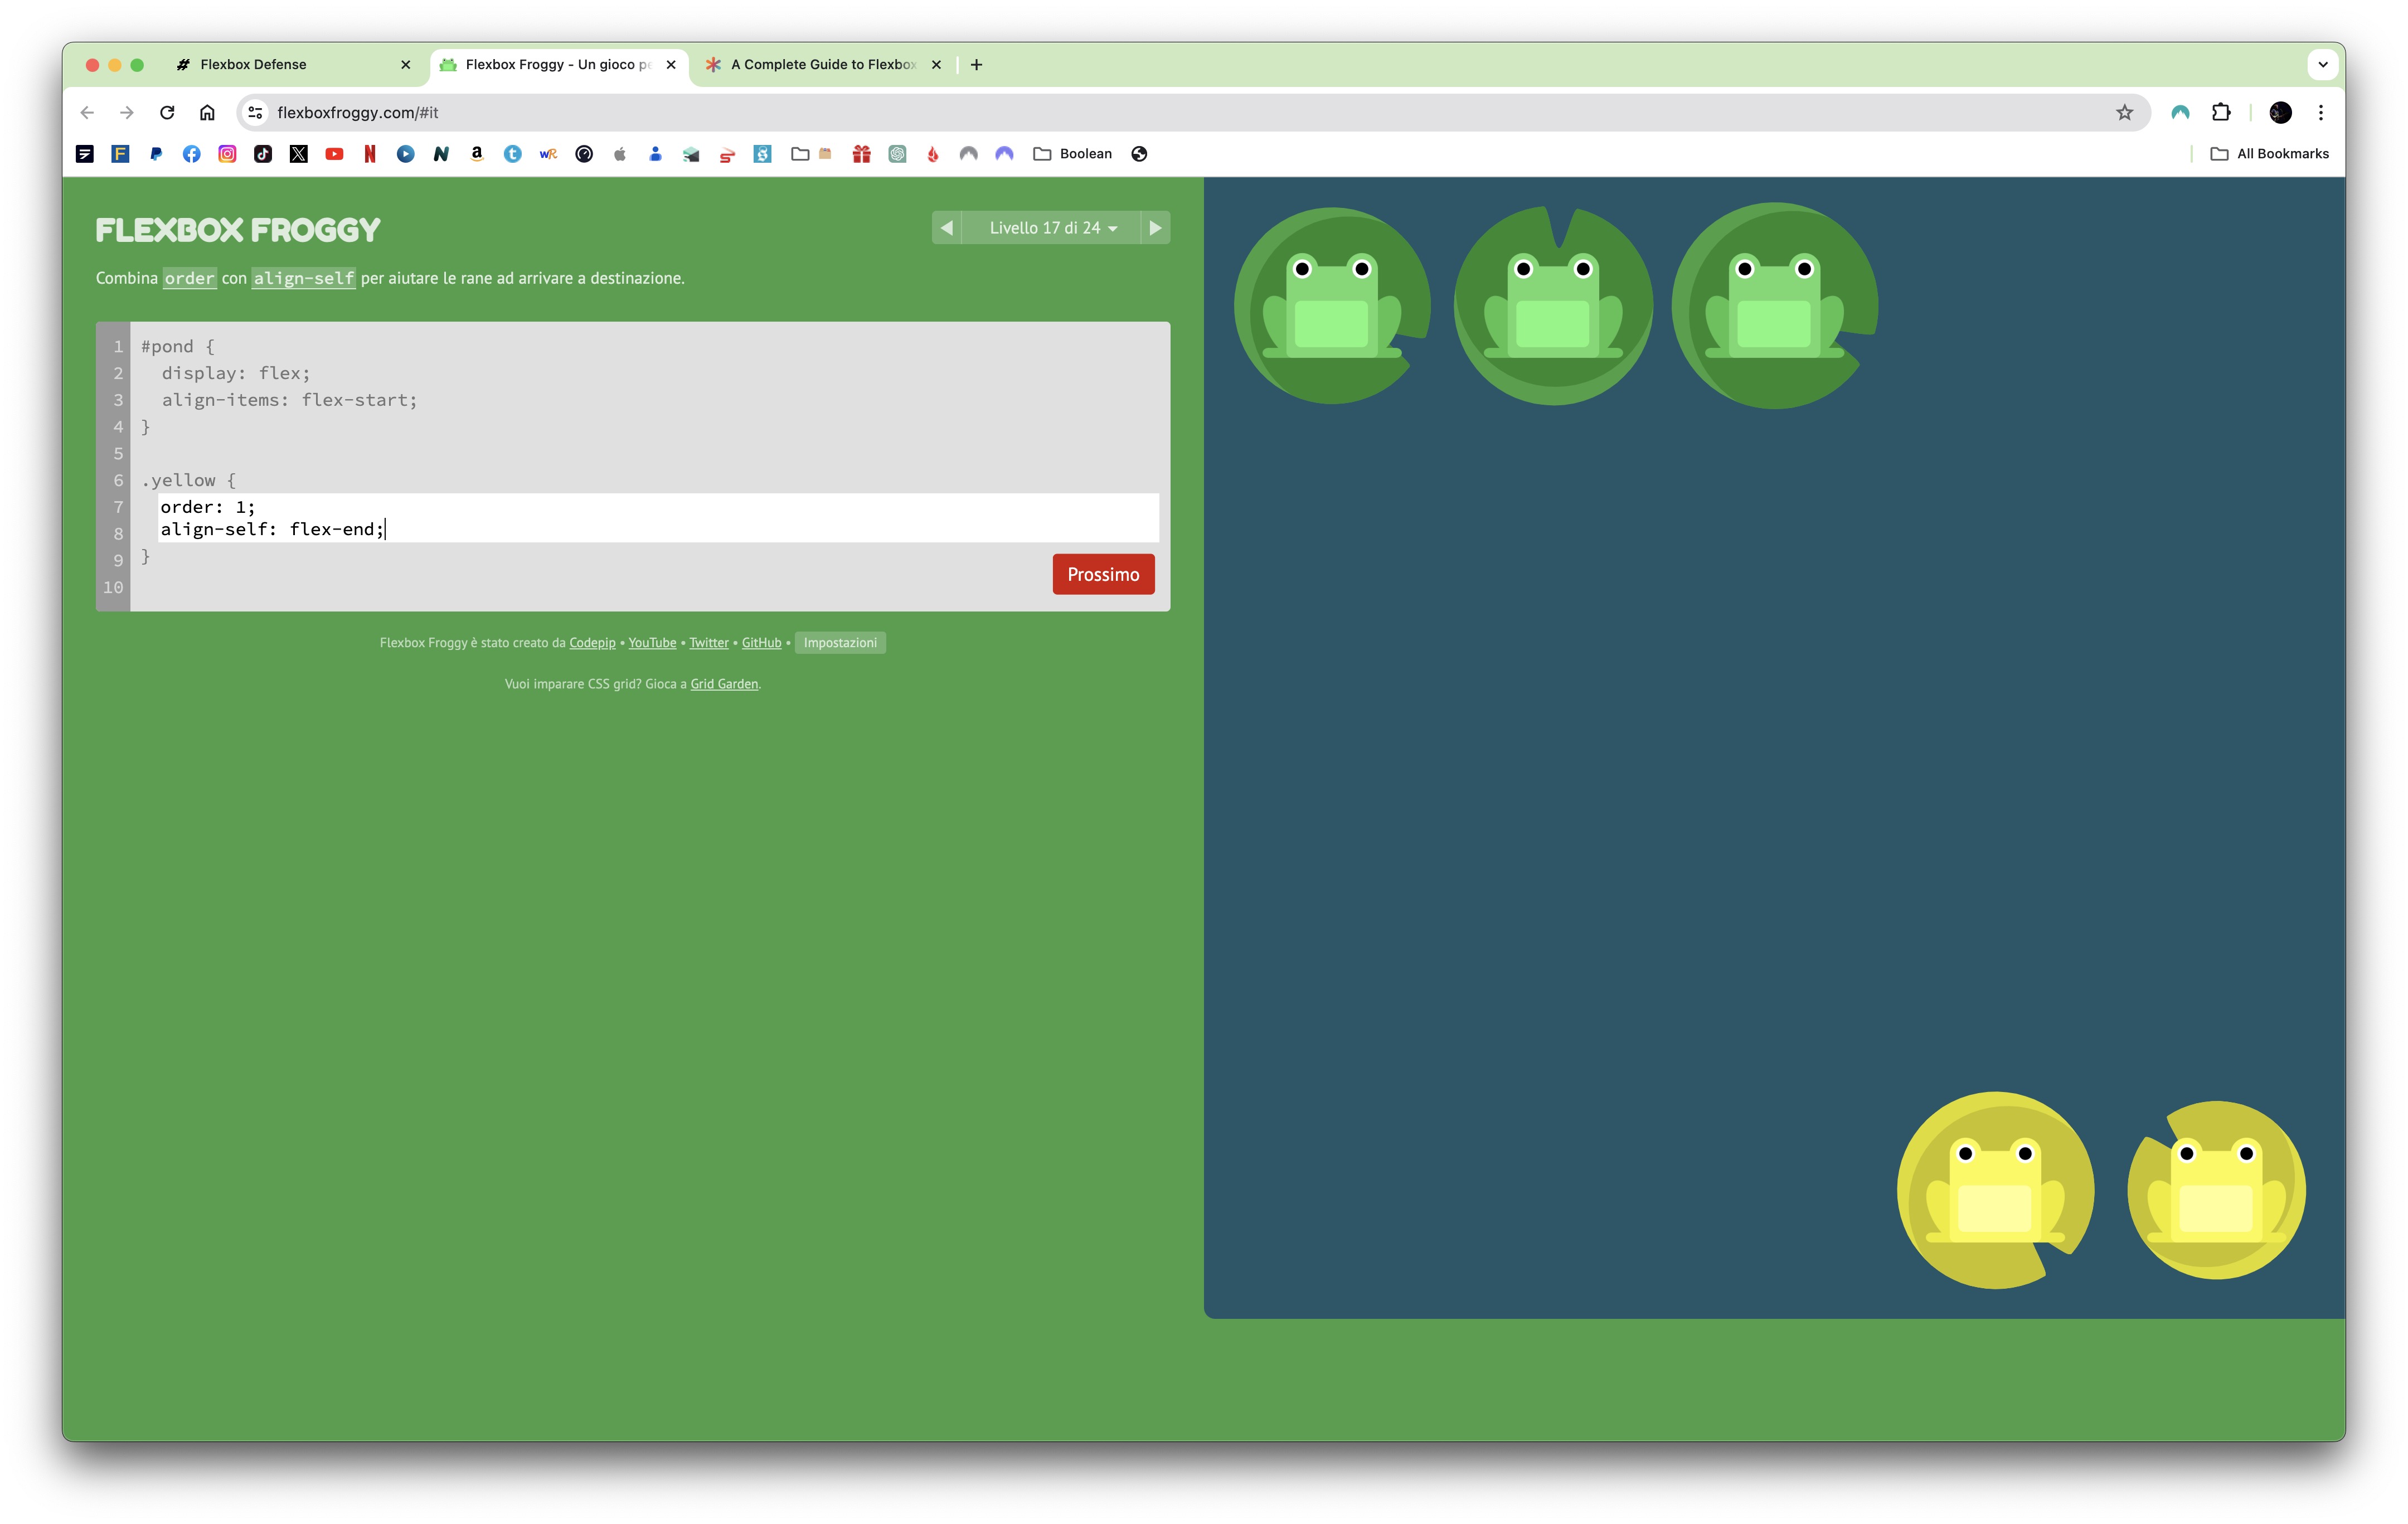 Flexbox Defense
Flexbox Froggy - Un gioco pe
A Complete Guide to Flexbox
flexboxfroggy.com/#it
Boolean
All Bookmarks
FLEXBOX FROGGY
Livello 17 di 24
Combina order con align-self per aiutare le rane ad arrivare a destinazione.
1 #pond {
2 display: flex;
3 align-items: flex-start;
4 }
5
6 .yellow {
7 order: 1;
8 align-self: flex-end;
9 }
10
Prossimo
Flexbox Froggy è stato creato da Codepip • YouTube • Twitter • GitHub • Impostazioni
Vuoi imparare CSS grid? Gioca a Grid Garden.